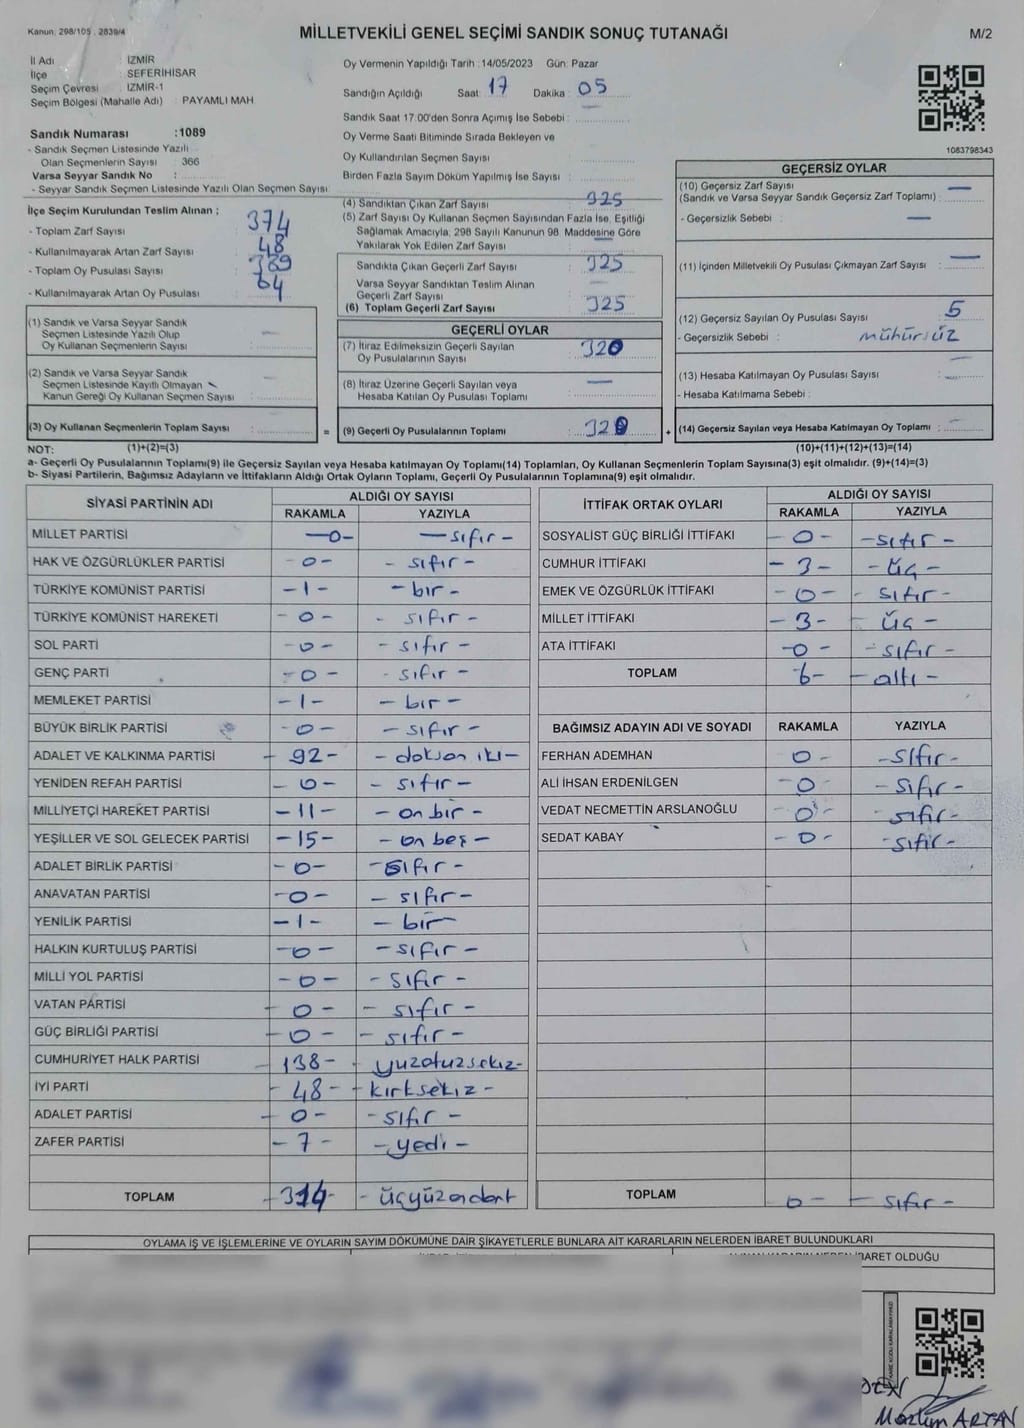 Kanun: 298/105 . 2839/4
MİLLETVEKİLİ GENEL SEÇİMİ SANDIK SONUÇ TUTANAĞI
M/2
İl Adı : İZMİR
İlçe : SEFERİHİSAR
Seçim Çevresi : İZMİR-1
Seçim Bölgesi (Mahalle Adı) : PAYAMLI MAH
Sandık Numarası :1089
- Sandık Seçmen Listesinde Yazılı
Olan Seçmenlerin Sayısı : 366
Varsa Seyyar Sandık No :
- Seyyar Sandık Seçmen Listesinde Yazılı Olan Seçmen Sayısı :
Oy Vermenin Yapıldığı Tarih :14/05/2023 Gün: Pazar
Sandığın Açıldığı Saat: 17 Dakika: 05
Sandık Saat 17:00'den Sonra Açımış İse Sebebi :
Oy Verme Saati Bitiminde Sırada Bekleyen ve
Oy Kullandırılan Seçmen Sayısı :
Birden Fazla Sayım Döküm Yapılmış İse Sayısı :
1083798343
İlçe Seçim Kurulundan Teslim Alınan ;
- Toplam Zarf Sayısı : 374
- Kullanılmayarak Artan Zarf Sayısı : 48
- Toplam Oy Pusulası Sayısı : 389
- Kullanılmayarak Artan Oy Pusulası : 64
(1) Sandık ve Varsa Seyyar Sandık
Seçmen Listesinde Yazılı Olup
Oy Kullanan Seçmenlerin Sayısı : —
(2) Sandık ve Varsa Seyyar Sandık
Seçmen Listesinde Kayıtlı Olmayan
Kanun Gereği Oy Kullanan Seçmen Sayısı : —
(3) Oy Kullanan Seçmenlerin Toplam Sayısı :
(4) Sandıktan Çıkan Zarf Sayısı : 325
(5) Zarf Sayısı Oy Kullanan Seçmen Sayısından Fazla İse, Eşitliği
Sağlamak Amacıyla; 298 Sayılı Kanunun 98. Maddesine Göre
Yakılarak Yok Edilen Zarf Sayısı : —
Sandıkta Çıkan Geçerli Zarf Sayısı : 325
Varsa Seyyar Sandıktan Teslim Alınan
Geçerli Zarf Sayısı : —
(6) Toplam Geçerli Zarf Sayısı : 325
GEÇERLİ OYLAR
(7) İtiraz Edilmeksizin Geçerli Sayılan
Oy Pusulalarının Sayısı : 320
(8) İtiraz Üzerine Geçerli Sayılan veya
Hesaba Katılan Oy Pusulası Toplamı : —
= (9) Geçerli Oy Pusulalarının Toplamı : 320 +
GEÇERSİZ OYLAR
(10) Geçersiz Zarf Sayısı
(Sandık ve Varsa Seyyar Sandık Geçersiz Zarf Toplamı) : —
- Geçersizlik Sebebi : —
(11) İçinden Milletvekili Oy Pusulası Çıkmayan Zarf Sayısı : —
(12) Geçersiz Sayılan Oy Pusulası Sayısı : 5
- Geçersizlik Sebebi : mühürsüz
(13) Hesaba Katılmayan Oy Pusulası Sayısı : —
- Hesaba Katılmama Sebebi :
(14) Geçersiz Sayılan veya Hesaba Katılmayan Oy Toplamı : —
NOT: (1)+(2)=(3) (10)+(11)+(12)+(13)=(14)
a- Geçerli Oy Pusulalarının Toplamı(9) ile Geçersiz Sayılan veya Hesaba katılmayan Oy Toplamı(14) Toplamları, Oy Kullanan Seçmenlerin Toplam Sayısına(3) eşit olmalıdır. (9)+(14)=(3)
b- Siyasi Partilerin, Bağımsız Adayların ve İttifakların Aldığı Ortak Oyların Toplamı, Geçerli Oy Pusulalarının Toplamına(9) eşit olmalıdır.
SİYASİ PARTİNİN ADI ALDIĞI OY SAYISI
RAKAMLA YAZIYLA
MİLLET PARTİSİ —0- —sıfır-
HAK VE ÖZGÜRLÜKLER PARTİSİ -0- -sıfır-
TÜRKİYE KOMÜNİST PARTİSİ -1- -bir-
TÜRKİYE KOMÜNİST HAREKETİ -0- -sıfır-
SOL PARTİ -0- -sıfır-
GENÇ PARTİ -0- -sıfır-
MEMLEKET PARTİSİ -1- -bır-
BÜYÜK BİRLİK PARTİSİ -0- -sıfır-
ADALET VE KALKINMA PARTİSİ -92- -doksan iki-
YENİDEN REFAH PARTİSİ -0- -sıfır-
MİLLİYETÇİ HAREKET PARTİSİ -11- -on bir-
YEŞİLLER VE SOL GELECEK PARTİSİ -15- -on beş-
ADALET BİRLİK PARTİSİ -0- -sıfır-
ANAVATAN PARTİSİ -0- -sıfır-
YENİLİK PARTİSİ -1- -bir-
HALKIN KURTULUŞ PARTİSİ -0- -sıfır-
MİLLİ YOL PARTİSİ -0- -sıfır-
VATAN PARTİSİ -0- -sıfır-
GÜÇ BİRLİĞİ PARTİSİ -0- -sıfır-
CUMHURİYET HALK PARTİSİ -138- -yuzotuzsekız-
İYİ PARTİ -48- -kırksekız-
ADALET PARTİSİ -0- -sıfır-
ZAFER PARTİSİ -7- -yedi-
TOPLAM -314- -üçyüzondört
İTTİFAK ORTAK OYLARI ALDIĞI OY SAYISI
RAKAMLA YAZIYLA
SOSYALİST GÜÇ BİRLİĞİ İTTİFAKI -0- -sıfır-
CUMHUR İTTİFAKI -3- -üç-
EMEK VE ÖZGÜRLÜK İTTİFAKI -0- -sıfır-
MİLLET İTTİFAKI -3- -üç-
ATA İTTİFAKI -0- -sıfır-
TOPLAM 6- -altı-
BAĞIMSIZ ADAYIN ADI VE SOYADI RAKAMLA YAZIYLA
FERHAN ADEMHAN 0- -sıfır-
ALİ İHSAN ERDENİLGEN -0- -sıfır-
VEDAT NECMETTİN ARSLANOĞLU -0- -sıfır-
SEDAT KABAY -0- -sıfir-
TOPLAM 0- -sıfır-
OYLAMA İŞ VE İŞLEMLERİNE VE OYLARIN SAYIM DÖKÜMÜNE DAİR ŞİKAYETLERLE BUNLARA AİT KARARLARIN NELERDEN İBARET BULUNDUKLARI
İBARET OLDUĞU